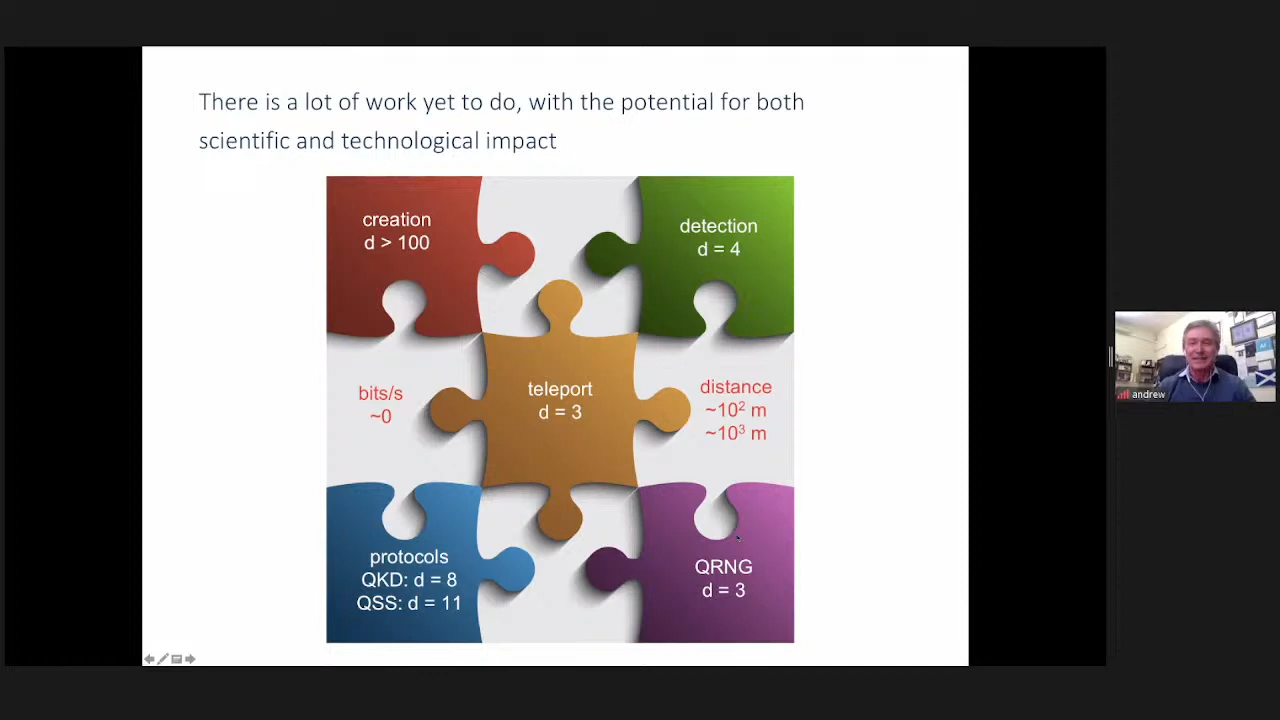 There is a lot of work yet to do, with the potential for both
scientific and technological impact
creation
d > 100
detection
d = 4
bits/s
~0
teleport
d = 3
distance
~10² m
~10³ m
protocols
QKD: d = 8
QSS: d = 11
QRNG
d = 3
andrew